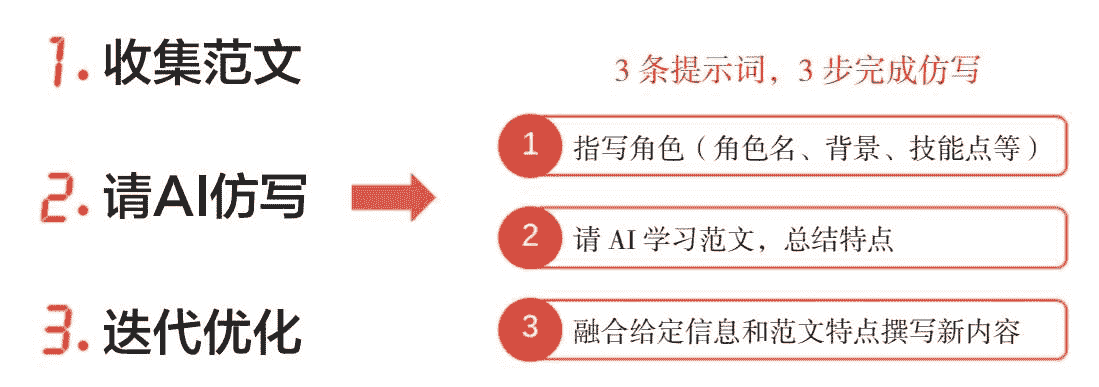 1. 收集范文
2. 请AI仿写
3. 迭代优化
3 条提示词，3 步完成仿写
1 指写角色（角色名、背景、技能点等）
2 请 AI 学习范文，总结特点
3 融合给定信息和范文特点撰写新内容